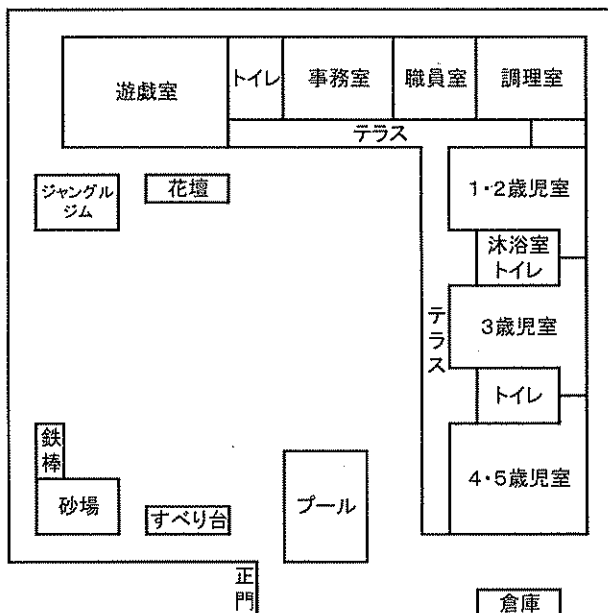 遊戯室
トイレ
事務室
職員室
調理室
テラス
ジャングル
ジム
花壇
1・2歳児室
沐浴室
トイレ
テラス
3歳児室
トイレ
鉄棒
砂場
すべり台
プール
4・5歳児室
正門
倉庫